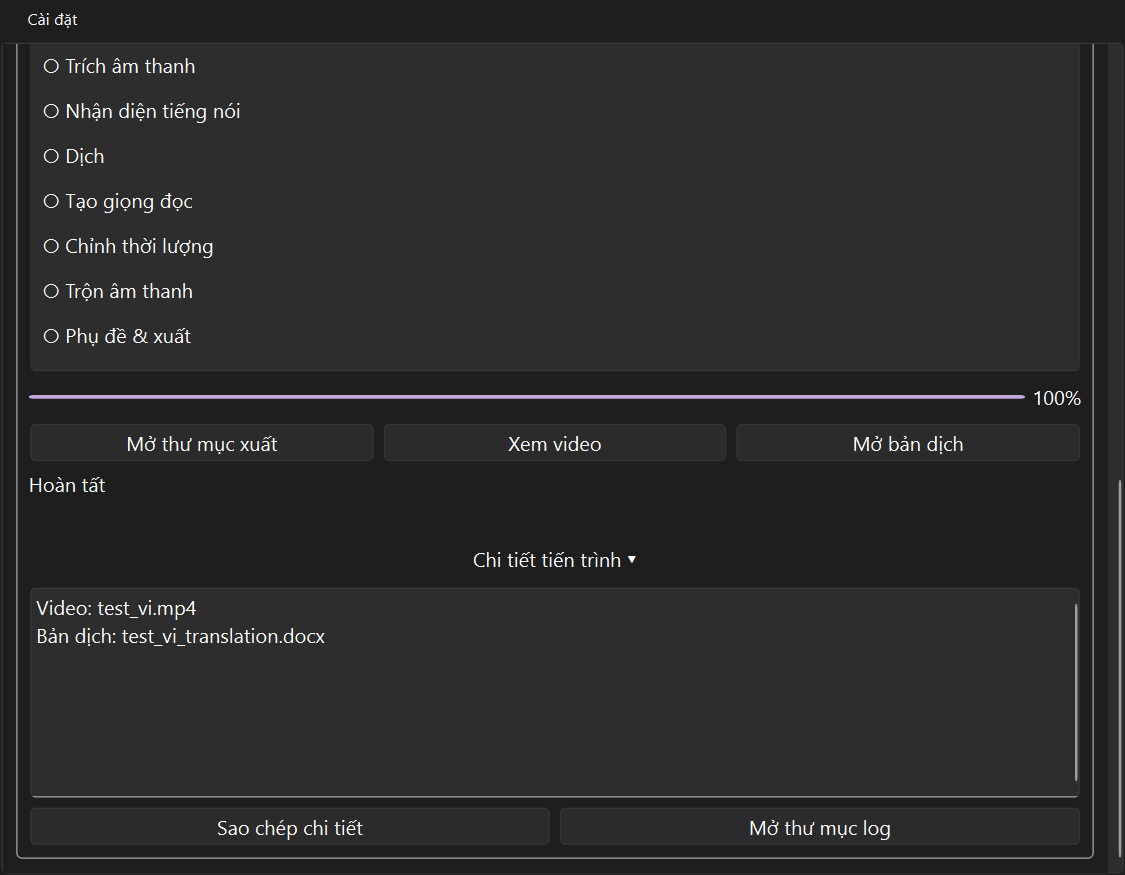 Cài đặt
Trích âm thanh
Nhận diện tiếng nói
Dịch
Tạo giọng đọc
Chỉnh thời lượng
Trộn âm thanh
Phụ đề & xuất
100%
Mở thư mục xuất
Xem video
Mở bản dịch
Hoàn tất
Chi tiết tiến trình ▾
Video: test_vi.mp4
Bản dịch: test_vi_translation.docx
Sao chép chi tiết
Mở thư mục log